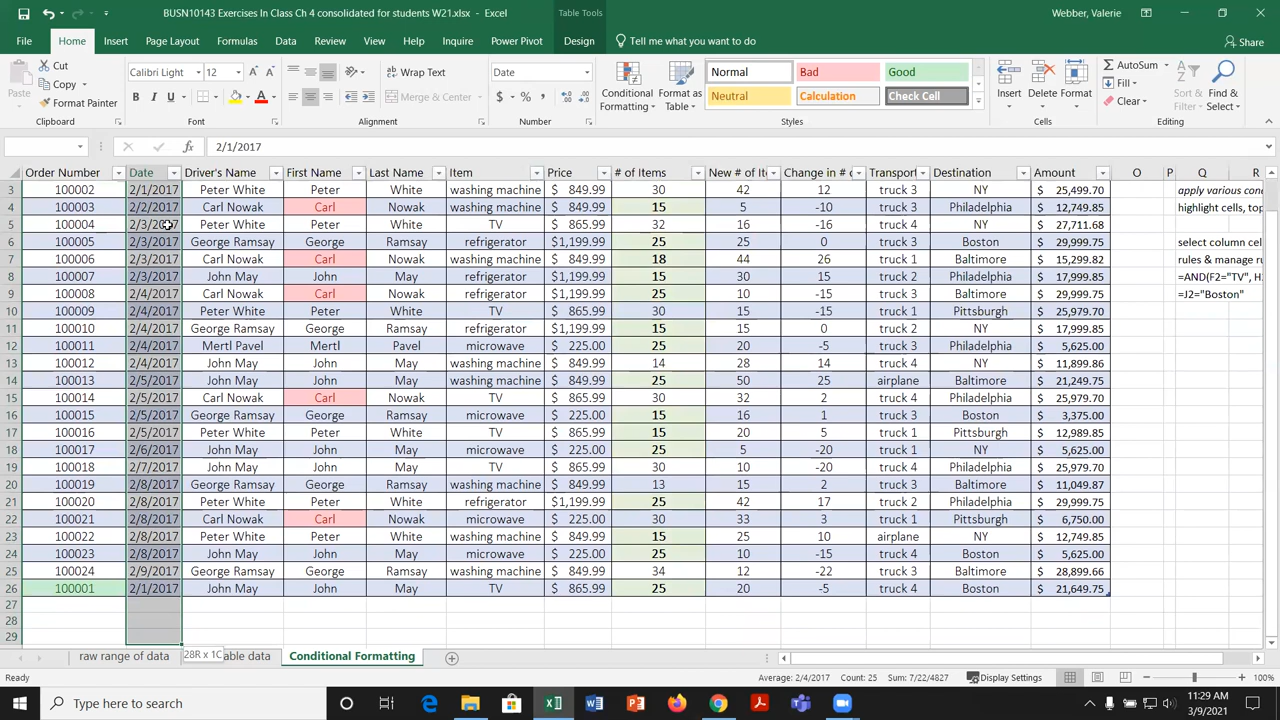 BUSN10143 Exercises In Class Ch 4 consolidated for students W21.xlsx - Excel
Table Tools
Webber, Valerie
File Home Insert Page Layout Formulas Data Review View Help Inquire Power Pivot Design Tell me what you want to do Share
Cut
Copy
Format Painter
Paste
Clipboard
Calibri Light 12
Font
Wrap Text
Merge & Center
Alignment
Date
Number
Conditional Formatting
Format as Table
Normal Bad Good
Neutral Calculation Check Cell
Styles
Insert Delete Format
Cells
AutoSum
Fill
Clear
Sort & Filter
Find & Select
Editing
2/1/2017
Order Number Date Driver's Name First Name Last Name Item Price # of Items New # of It Change in # Transport Destination Amount O P Q R
3 100002 2/1/2017 Peter White Peter White washing machine $ 849.99 30 42 12 truck 3 NY $ 25,499.70 apply various con
4 100003 2/2/2017 Carl Nowak Carl Nowak washing machine $ 849.99 15 5 -10 truck 3 Philadelphia $ 12,749.85 highlight cells, top
5 100004 2/3/2017 Peter White Peter White TV $ 865.99 32 16 -16 truck 4 NY $ 27,711.68
6 100005 2/3/2017 George Ramsay George Ramsay refrigerator $1,199.99 25 25 0 truck 3 Boston $ 29,999.75 select column cel
7 100006 2/3/2017 Carl Nowak Carl Nowak washing machine $ 849.99 18 44 26 truck 1 Baltimore $ 15,299.82 rules & manage ru
8 100007 2/3/2017 John May John May refrigerator $1,199.99 15 30 15 truck 2 Philadelphia $ 17,999.85 =AND(F2="TV", H
9 100008 2/4/2017 Carl Nowak Carl Nowak refrigerator $1,199.99 25 10 -15 truck 3 Baltimore $ 29,999.75 =J2="Boston"
10 100009 2/4/2017 Peter White Peter White TV $ 865.99 30 15 -15 truck 1 Pittsburgh $ 25,979.70
11 100010 2/4/2017 George Ramsay George Ramsay refrigerator $1,199.99 15 15 0 truck 2 NY $ 17,999.85
12 100011 2/4/2017 Mertl Pavel Mertl Pavel microwave $ 225.00 25 20 -5 truck 3 Philadelphia $ 5,625.00
13 100012 2/4/2017 John May John May washing machine $ 849.99 14 28 14 truck 4 NY $ 11,899.86
14 100013 2/5/2017 John May John May washing machine $ 849.99 25 50 25 airplane Baltimore $ 21,249.75
15 100014 2/5/2017 Carl Nowak Carl Nowak TV $ 865.99 30 32 2 truck 4 Philadelphia $ 25,979.70
16 100015 2/5/2017 George Ramsay George Ramsay microwave $ 225.00 15 16 1 truck 3 Boston $ 3,375.00
17 100016 2/5/2017 Peter White Peter White TV $ 865.99 15 20 5 truck 1 Pittsburgh $ 12,989.85
18 100017 2/6/2017 John May John May microwave $ 225.00 25 5 -20 truck 1 NY $ 5,625.00
19 100018 2/7/2017 John May John May TV $ 865.99 30 10 -20 truck 4 Philadelphia $ 25,979.70
20 100019 2/8/2017 George Ramsay George Ramsay washing machine $ 849.99 13 15 2 truck 3 Philadelphia $ 11,049.87
21 100020 2/8/2017 Peter White Peter White refrigerator $1,199.99 25 42 17 truck 2 Philadelphia $ 29,999.75
22 100021 2/8/2017 Carl Nowak Carl Nowak microwave $ 225.00 30 33 3 truck 1 Pittsburgh $ 6,750.00
23 100022 2/8/2017 Peter White Peter White washing machine $ 849.99 15 25 10 airplane NY $ 12,749.85
24 100023 2/8/2017 John May John May microwave $ 225.00 25 10 -15 truck 4 Boston $ 5,625.00
25 100024 2/9/2017 George Ramsay George Ramsay washing machine $ 849.99 34 12 -22 truck 3 Baltimore $ 28,899.66
26 100001 2/1/2017 John May John May TV $ 865.99 25 20 -5 truck 4 Boston $ 21,649.75
27
28
29
raw range of data 28R x 1C able data Conditional Formatting
Ready Average: 2/4/2017 Count: 25 Sum: 7/22/4827 Display Settings 100%
Type here to search
11:29 AM
3/9/2021